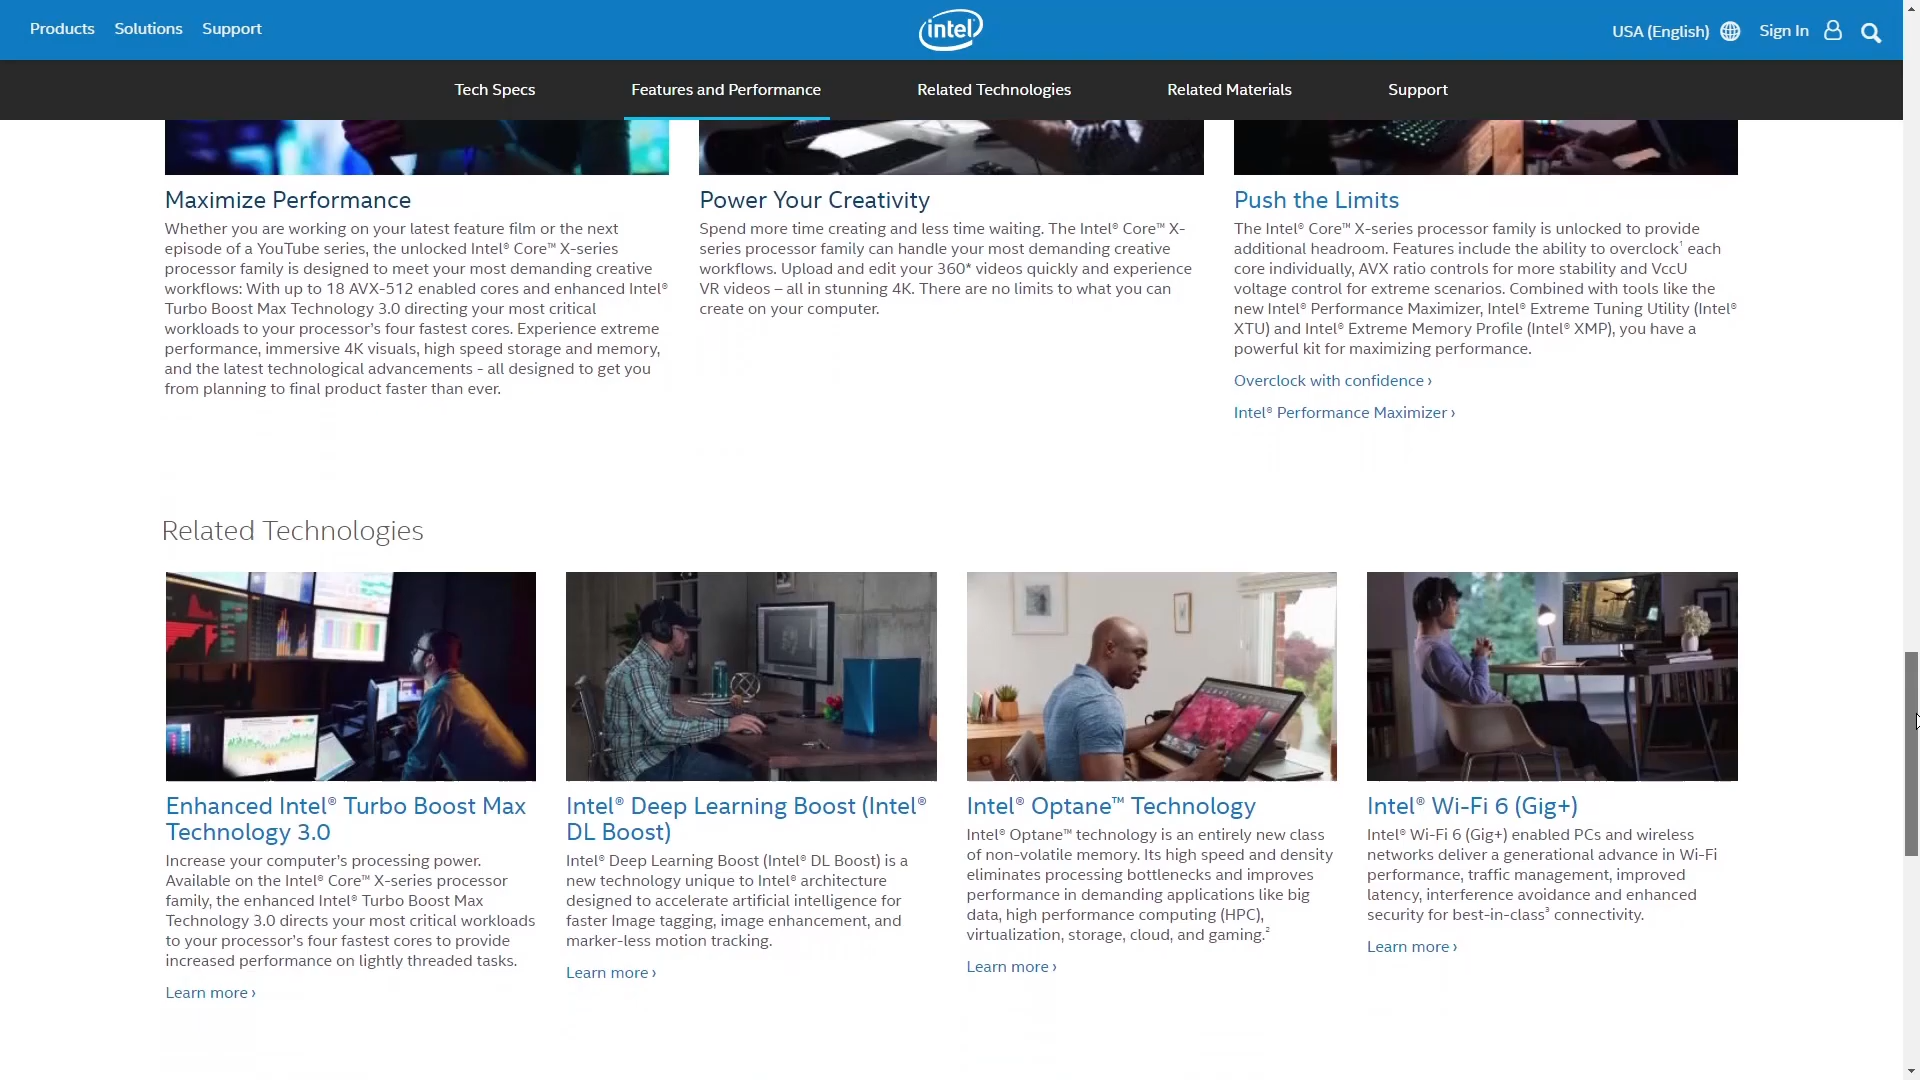 Products Solutions Support
intel
USA (English) Sign In
Tech Specs Features and Performance Related Technologies Related Materials Support
Maximize Performance
Whether you are working on your latest feature film or the next
episode of a YouTube series, the unlocked Intel® Core™ X-series
processor family is designed to meet your most demanding creative
workflows: With up to 18 AVX-512 enabled cores and enhanced Intel®
Turbo Boost Max Technology 3.0 directing your most critical
workloads to your processor's four fastest cores. Experience extreme
performance, immersive 4K visuals, high speed storage and memory,
and the latest technological advancements - all designed to get you
from planning to final product faster than ever.
Power Your Creativity
Spend more time creating and less time waiting. The Intel® Core™ X-
series processor family can handle your most demanding creative
workflows. Upload and edit your 360* videos quickly and experience
VR videos – all in stunning 4K. There are no limits to what you can
create on your computer.
Push the Limits
The Intel® Core™ X-series processor family is unlocked to provide
additional headroom. Features include the ability to overclock¹ each
core individually, AVX ratio controls for more stability and VccU
voltage control for extreme scenarios. Combined with tools like the
new Intel® Performance Maximizer, Intel® Extreme Tuning Utility (Intel®
XTU) and Intel® Extreme Memory Profile (Intel® XMP), you have a
powerful kit for maximizing performance.
Overclock with confidence ›
Intel® Performance Maximizer ›
Related Technologies
Enhanced Intel® Turbo Boost Max
Technology 3.0
Increase your computer's processing power.
Available on the Intel® Core™ X-series processor
family, the enhanced Intel® Turbo Boost Max
Technology 3.0 directs your most critical workloads
to your processor's four fastest cores to provide
increased performance on lightly threaded tasks.
Learn more ›
Intel® Deep Learning Boost (Intel®
DL Boost)
Intel® Deep Learning Boost (Intel® DL Boost) is a
new technology unique to Intel® architecture
designed to accelerate artificial intelligence for
faster Image tagging, image enhancement, and
marker-less motion tracking.
Learn more ›
Intel® Optane™ Technology
Intel® Optane™ technology is an entirely new class
of non-volatile memory. Its high speed and density
eliminates processing bottlenecks and improves
performance in demanding applications like big
data, high performance computing (HPC),
virtualization, storage, cloud, and gaming.²
Learn more ›
Intel® Wi-Fi 6 (Gig+)
Intel® Wi-Fi 6 (Gig+) enabled PCs and wireless
networks deliver a generational advance in Wi-Fi
performance, traffic management, improved
latency, interference avoidance and enhanced
security for best-in-class³ connectivity.
Learn more ›